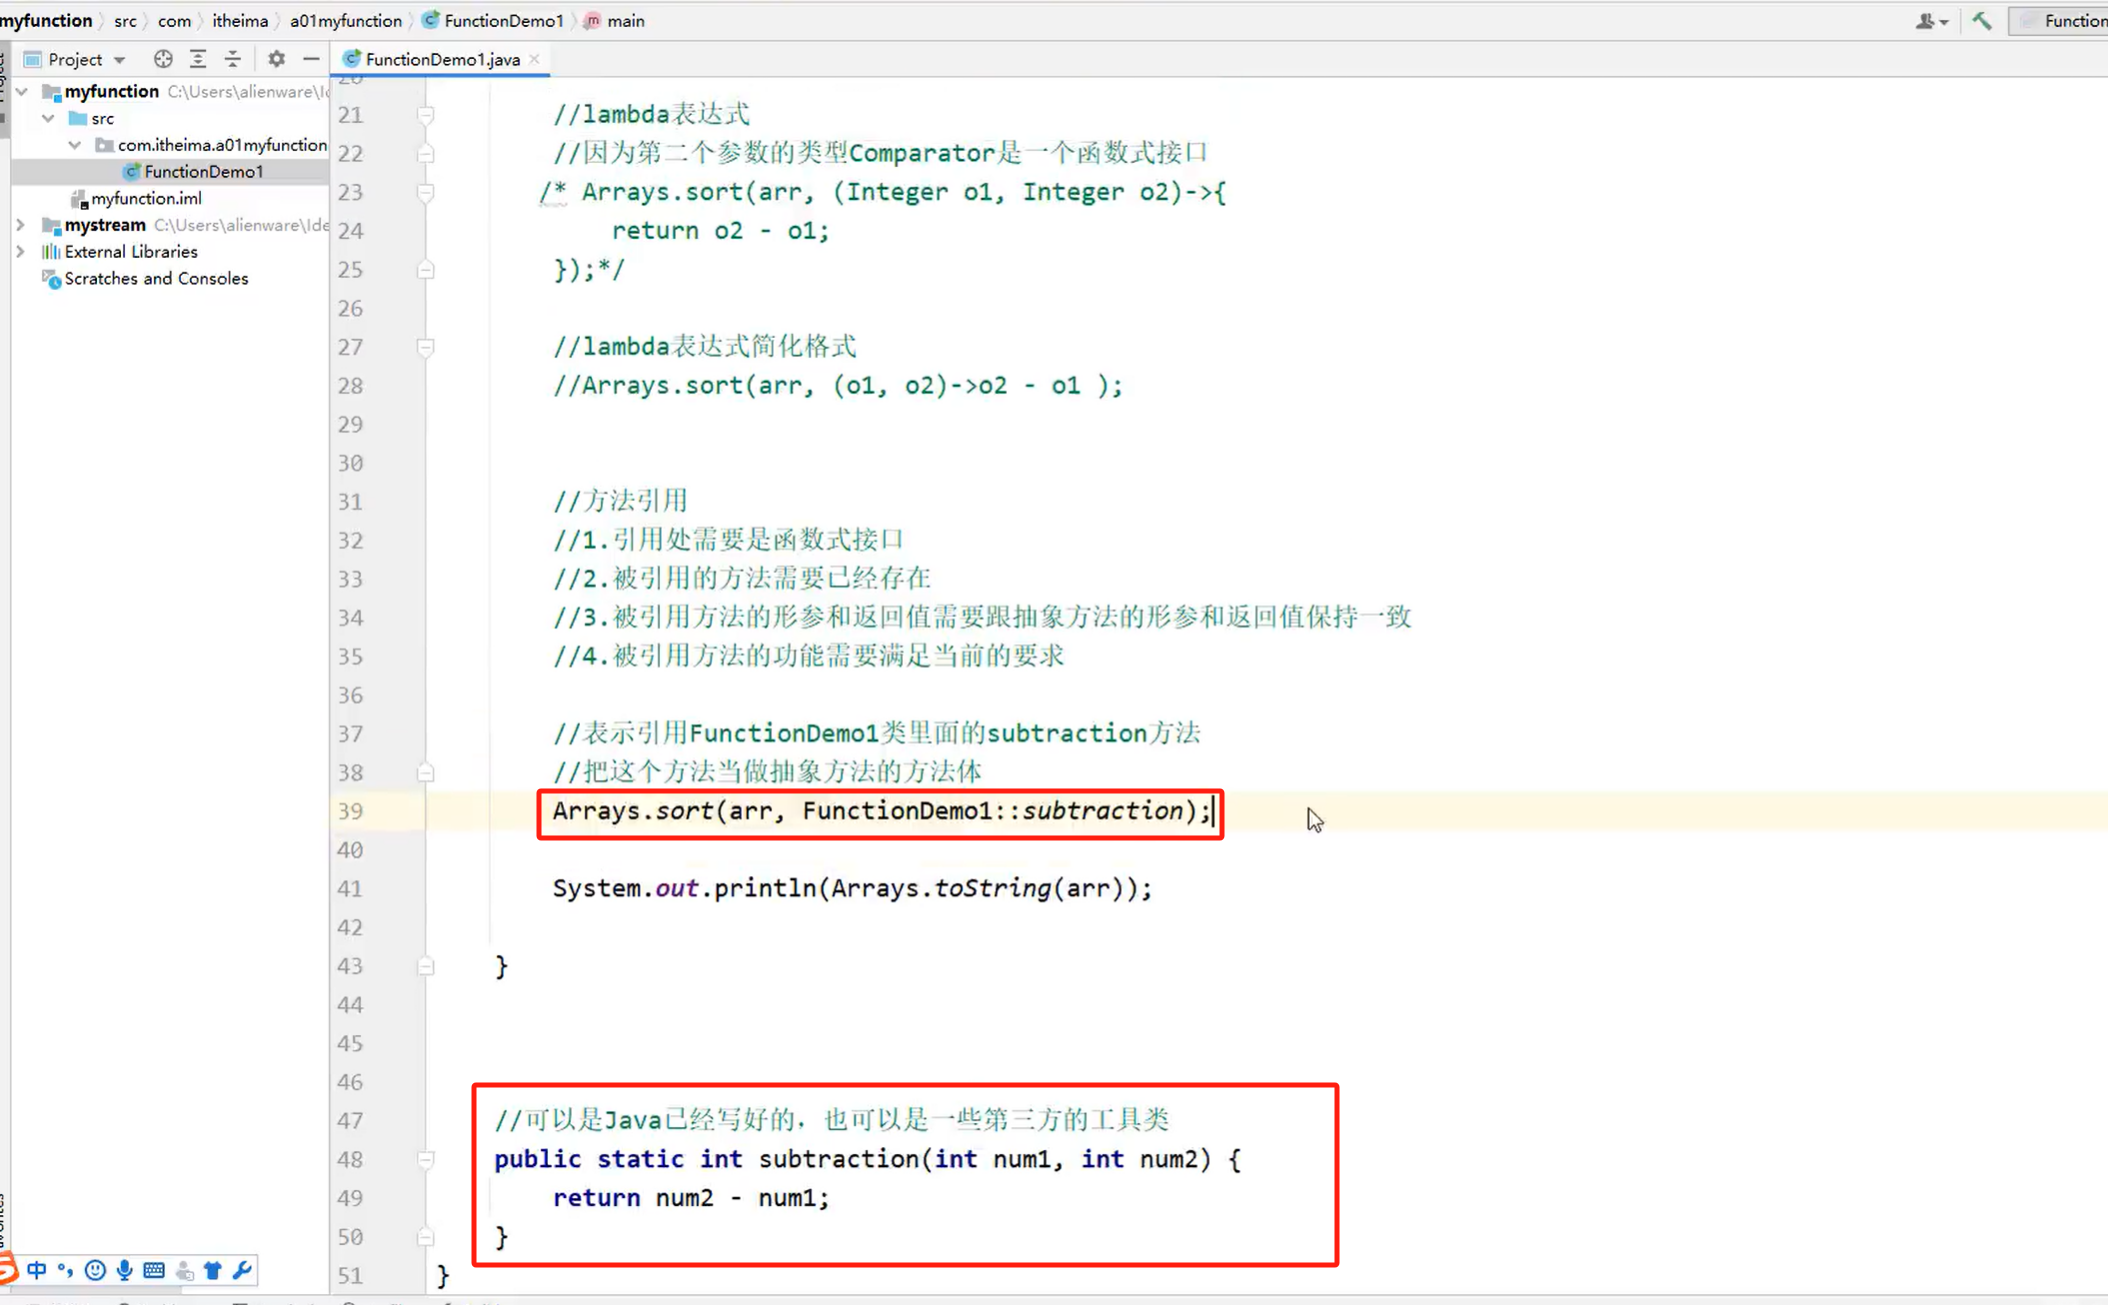 myfunction src com itheima a01myfunction FunctionDemo1 main
Project FunctionDemo1.java
myfunction C:\Users\alienware\Id
src
com.itheima.a01myfunction
FunctionDemo1
myfunction.iml
mystream C:\Users\alienware\Ide
External Libraries
Scratches and Consoles
20
21 //lambda表达式
22 //因为第二个参数的类型Comparator是一个函数式接口
23 /* Arrays.sort(arr, (Integer o1, Integer o2)->{
24 return o2 - o1;
25 });*/
26
27 //lambda表达式简化格式
28 //Arrays.sort(arr, (o1, o2)->o2 - o1 );
29
30
31 //方法引用
32 //1.引用处需要是函数式接口
33 //2.被引用的方法需要已经存在
34 //3.被引用方法的形参和返回值需要跟抽象方法的形参和返回值保持一致
35 //4.被引用方法的功能需要满足当前的要求
36
37 //表示引用FunctionDemo1类里面的subtraction方法
38 //把这个方法当做抽象方法的方法体
39 Arrays.sort(arr, FunctionDemo1::subtraction);
40
41 System.out.println(Arrays.toString(arr));
42
43 }
44
45
46
47 //可以是Java已经写好的，也可以是一些第三方的工具类
48 public static int subtraction(int num1, int num2) {
49 return num2 - num1;
50 }
51 }
中